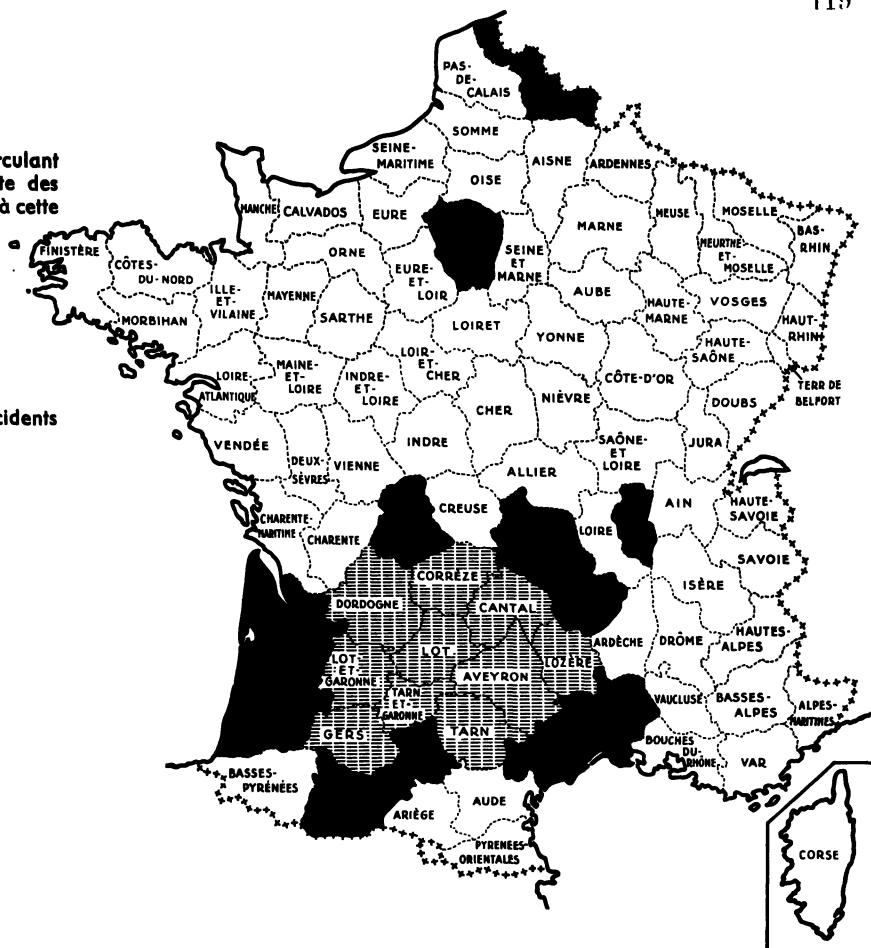 119
rculant
te des
à cette
cidents
PAS-
DE-
CALAIS
SOMME
SEINE-
MARITIME
OISE
AISNE
ARDENNES
MANCHE
CALVADOS
EURE
SEINE
ET
MARNE
MARNE
MEUSE
MOSELLE
MEURTHE-
ET-
MOSELLE
BAS-
RHIN
FINISTÈRE
CÔTES-
DU-NORD
ORNE
EURE-
ET-
LOIR
AUBE
HAUTE-
MARNE
VOSGES
HAUT-
RHIN
MORBIHAN
ILLE-
ET-
VILAINE
MAYENNE
SARTHE
LOIRET
YONNE
HAUTE-
SAÔNE
TERR DE
BELFORT
LOIRE
ATLANTIQUE
MAINE-
ET-
LOIRE
INDRE-
ET-
LOIRE
LOIR-
ET-
CHER
CHER
NIÈVRE
CÔTE-D'OR
DOUBS
VENDÉE
DEUX-
SÈVRES
VIENNE
INDRE
ALLIER
SAÔNE-
ET
LOIRE
JURA
CHARENTE
MARITIME
CHARENTE
CREUSE
LOIRE
AIN
HAUTE-
SAVOIE
SAVOIE
ISÈRE
DORDOGNE
CORRÈZE
CANTAL
ARDÈCHE
DRÔME
HAUTES-
ALPES
LOT-
ET-
GARONNE
LOT
AVEYRON
LOZÈRE
VAUCLUSE
BASSES-
ALPES
ALPES-
MARITIMES
TARN
ET-
GARONNE
GERS
TARN
BOUCHES
DU-
RHÔNE
VAR
BASSES-
PYRÉNÉES
ARIÈGE
AUDE
PYRENÉES-
ORIENTALES
CORSE